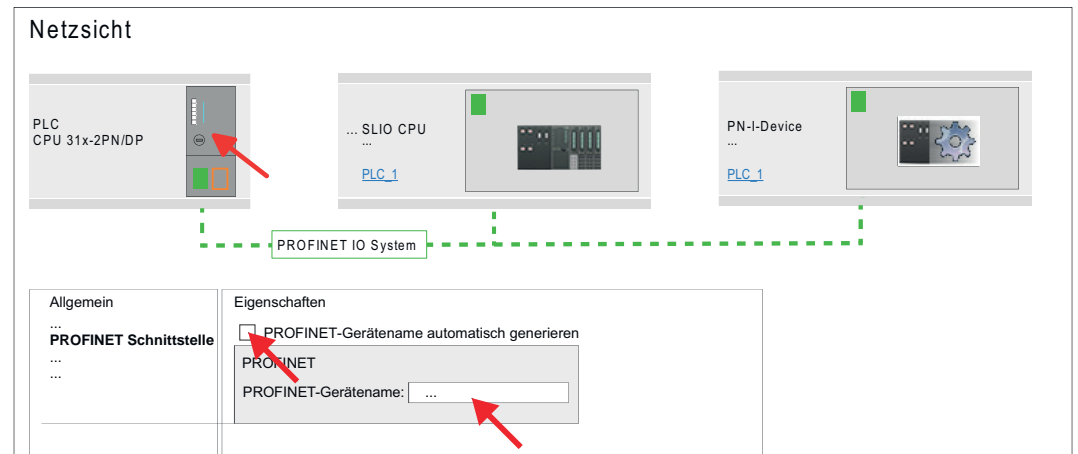 Netzsicht
PLC
CPU 31x-2PN/DP
... SLIO CPU
...
PLC_1
PN-I-Device
...
PLC_1
PROFINET IO System
Allgemein
...
PROFINET Schnittstelle
...
...
Eigenschaften
PROFINET-Gerätename automatisch generieren
PROFINET
PROFINET-Gerätename: ...